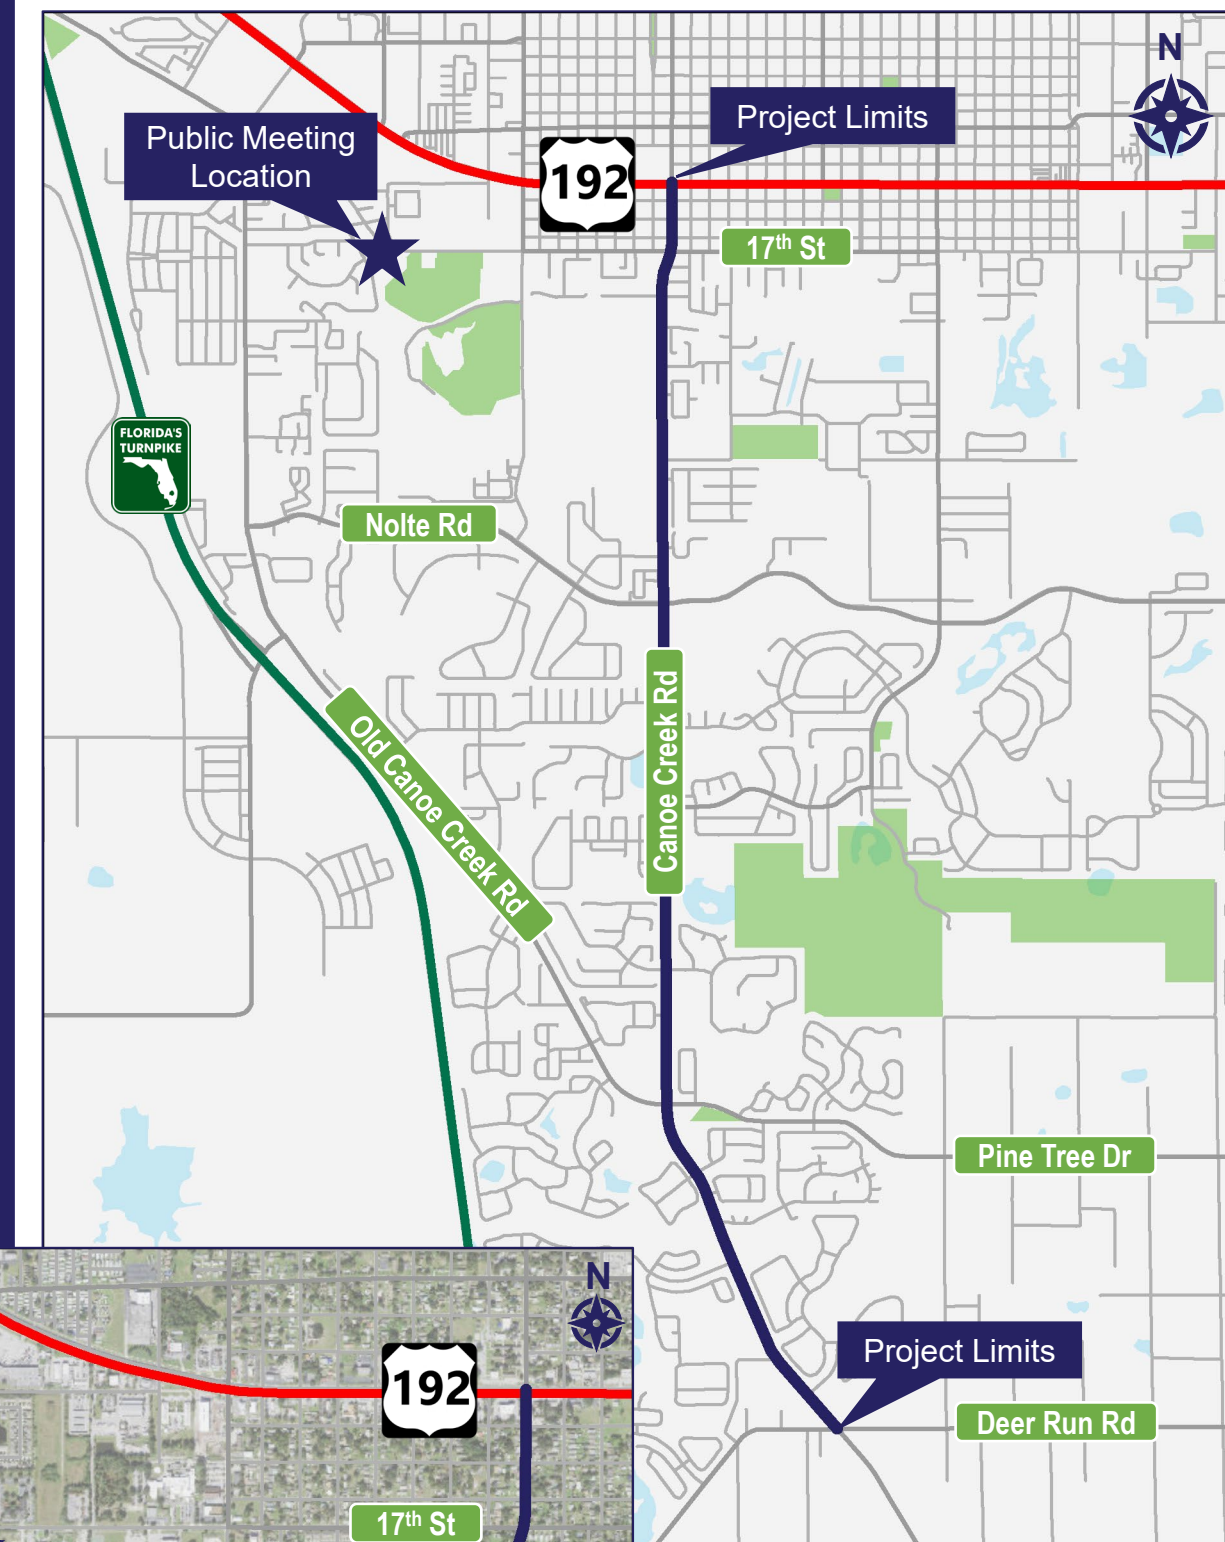 N
Project Limits
Public Meeting
Location
192
17th St
FLORIDA'S
TURNPIKE
Nolte Rd
Canoe Creek Rd
Old Canoe Creek Rd
Pine Tree Dr
N
Project Limits
192
Deer Run Rd
17th St